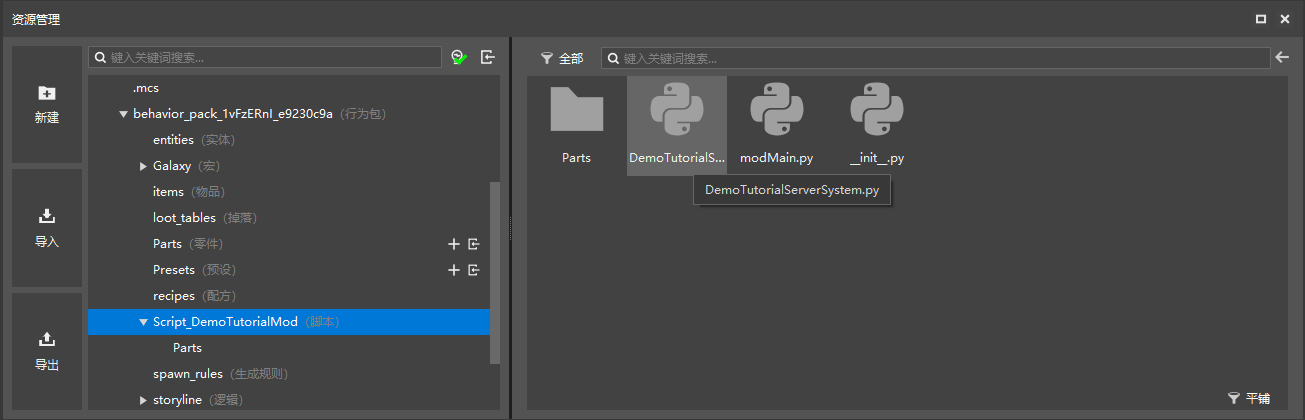 资源管理
新建
导入
导出
键入关键词搜索...
.mcs
behavior_pack_1vFzERnI_e9230c9a (行为包)
entities (实体)
Galaxy (宏)
items (物品)
loot_tables (掉落)
Parts (零件)
Presets (预设)
recipes (配方)
Script_DemoTutorialMod (脚本)
Parts
spawn_rules (生成规则)
storyline (逻辑)
全部
键入关键词搜索...
Parts
DemoTutorialS...
modMain.py
__init__.py
DemoTutorialServerSystem.py
平铺